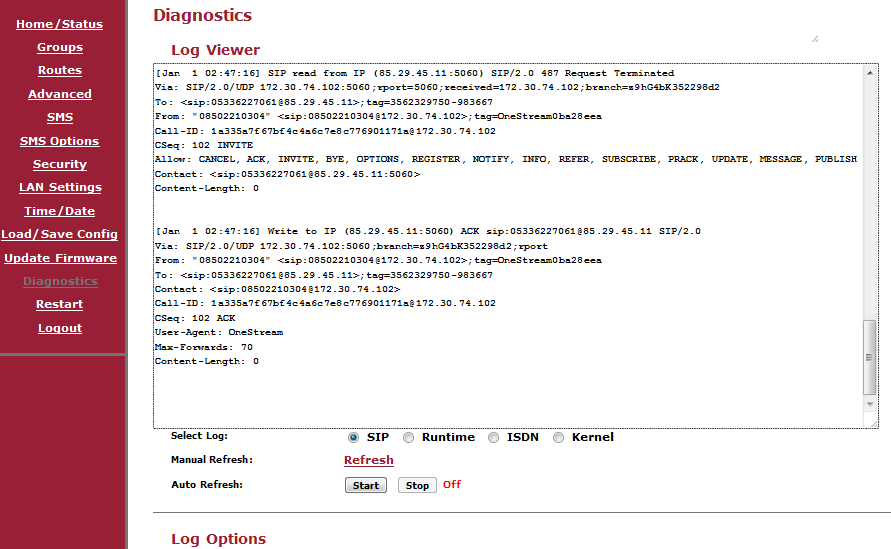 Home/Status
Groups
Routes
Advanced
SMS
SMS Options
Security
LAN Settings
Time/Date
Load/Save Config
Update Firmware
Diagnostics
Restart
Logout
Diagnostics
Log Viewer
[Jan  1 02:47:16] SIP read from IP (85.29.45.11:5060) SIP/2.0 487 Request Terminated
Via: SIP/2.0/UDP 172.30.74.102:5060;rport=5060;received=172.30.74.102;branch=z9hG4bK352298d2
To: <sip:05336227061@85.29.45.11>;tag=3562329750-983667
From: "08502210304" <sip:08502210304@172.30.74.102>;tag=OneStream0ba28eea
Call-ID: 1a335a7f67bf4c4a6c7e8c776901171a@172.30.74.102
CSeq: 102 INVITE
Allow: CANCEL, ACK, INVITE, BYE, OPTIONS, REGISTER, NOTIFY, INFO, REFER, SUBSCRIBE, PRACK, UPDATE, MESSAGE, PUBLISH
Contact: <sip:05336227061@85.29.45.11:5060>
Content-Length: 0
[Jan  1 02:47:16] Write to IP (85.29.45.11:5060) ACK sip:05336227061@85.29.45.11 SIP/2.0
Via: SIP/2.0/UDP 172.30.74.102:5060;branch=z9hG4bK352298d2;rport
From: "08502210304" <sip:08502210304@172.30.74.102>;tag=OneStream0ba28eea
To: <sip:05336227061@85.29.45.11>;tag=3562329750-983667
Contact: <sip:08502210304@172.30.74.102>
Call-ID: 1a335a7f67bf4c4a6c7e8c776901171a@172.30.74.102
CSeq: 102 ACK
User-Agent: OneStream
Max-Forwards: 70
Content-Length: 0
Select Log: SIP Runtime ISDN Kernel
Manual Refresh: Refresh
Auto Refresh: Start Stop Off
Log Options